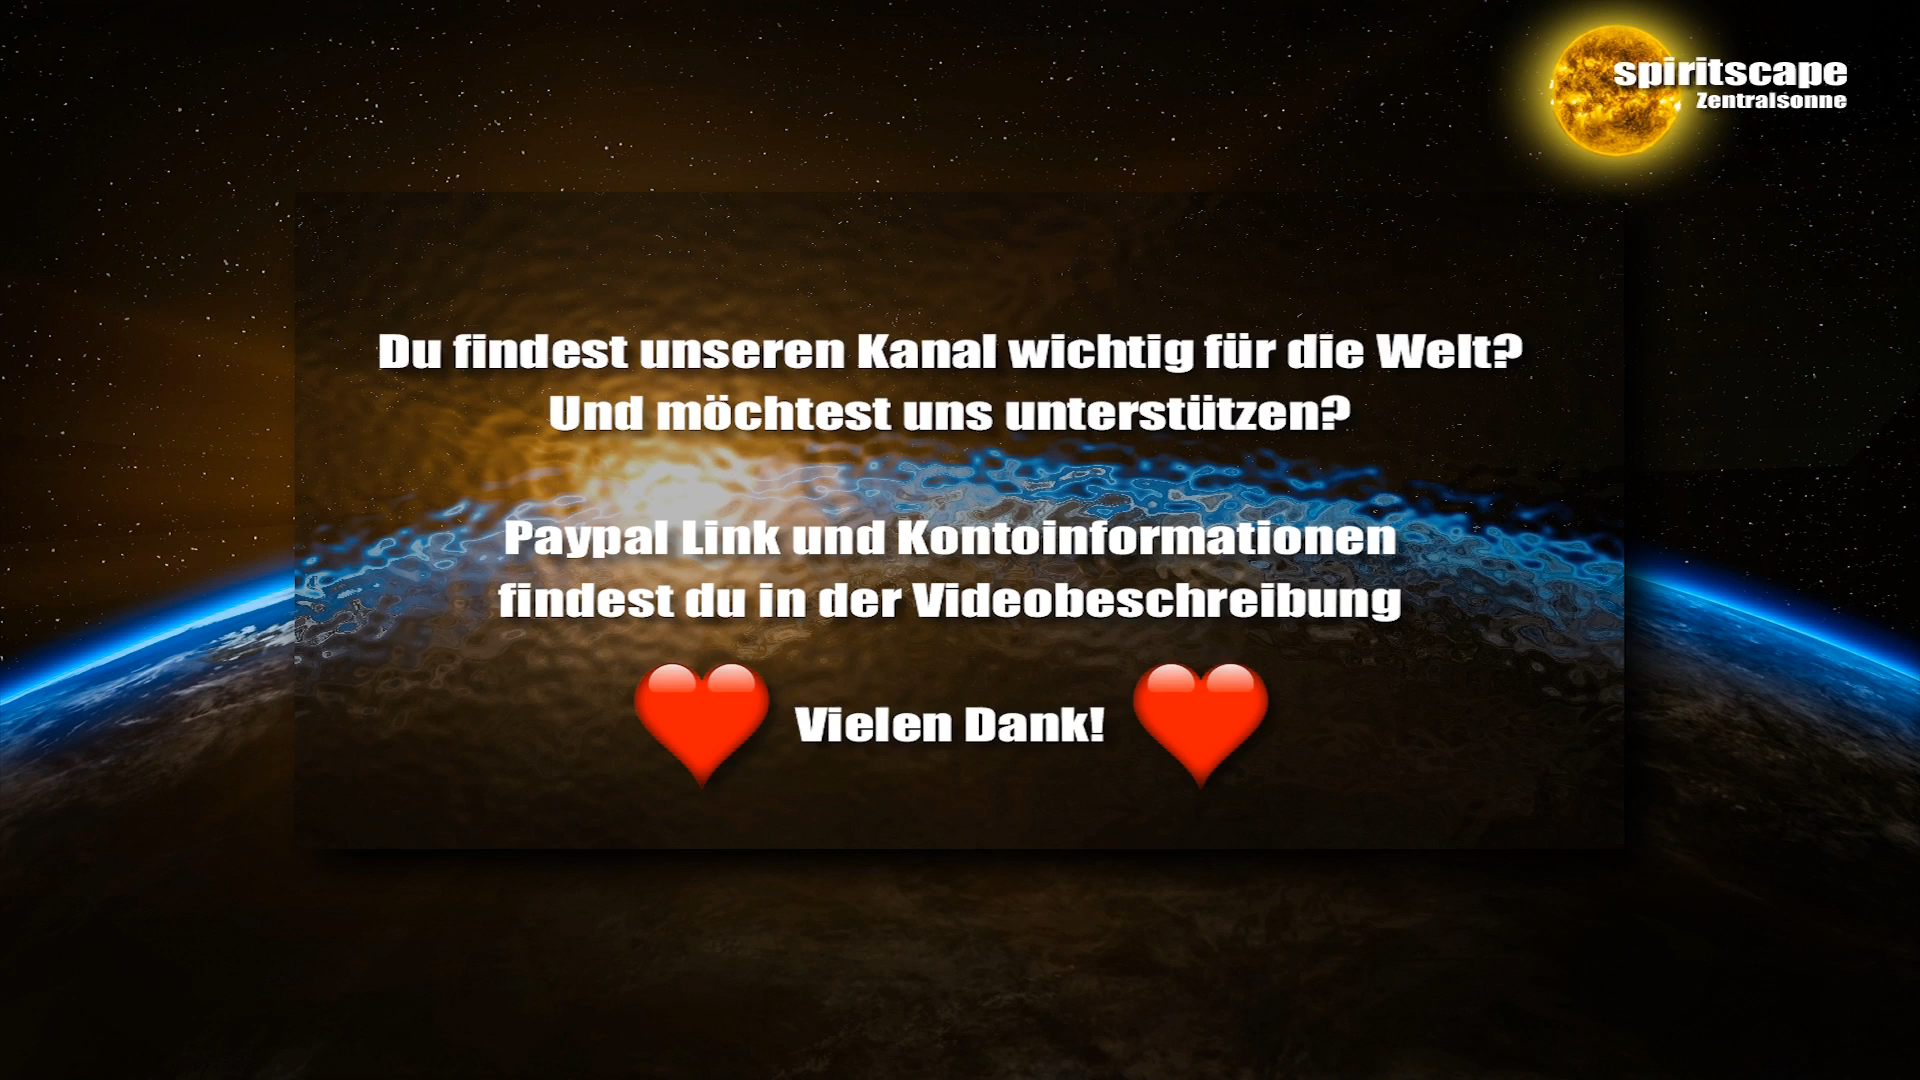 spiritscape
Zentralsonne
Du findest unseren Kanal wichtig für die Welt?
Und möchtest uns unterstützen?
Paypal Link und Kontoinformationen
findest du in der Videobeschreibung
Vielen Dank!